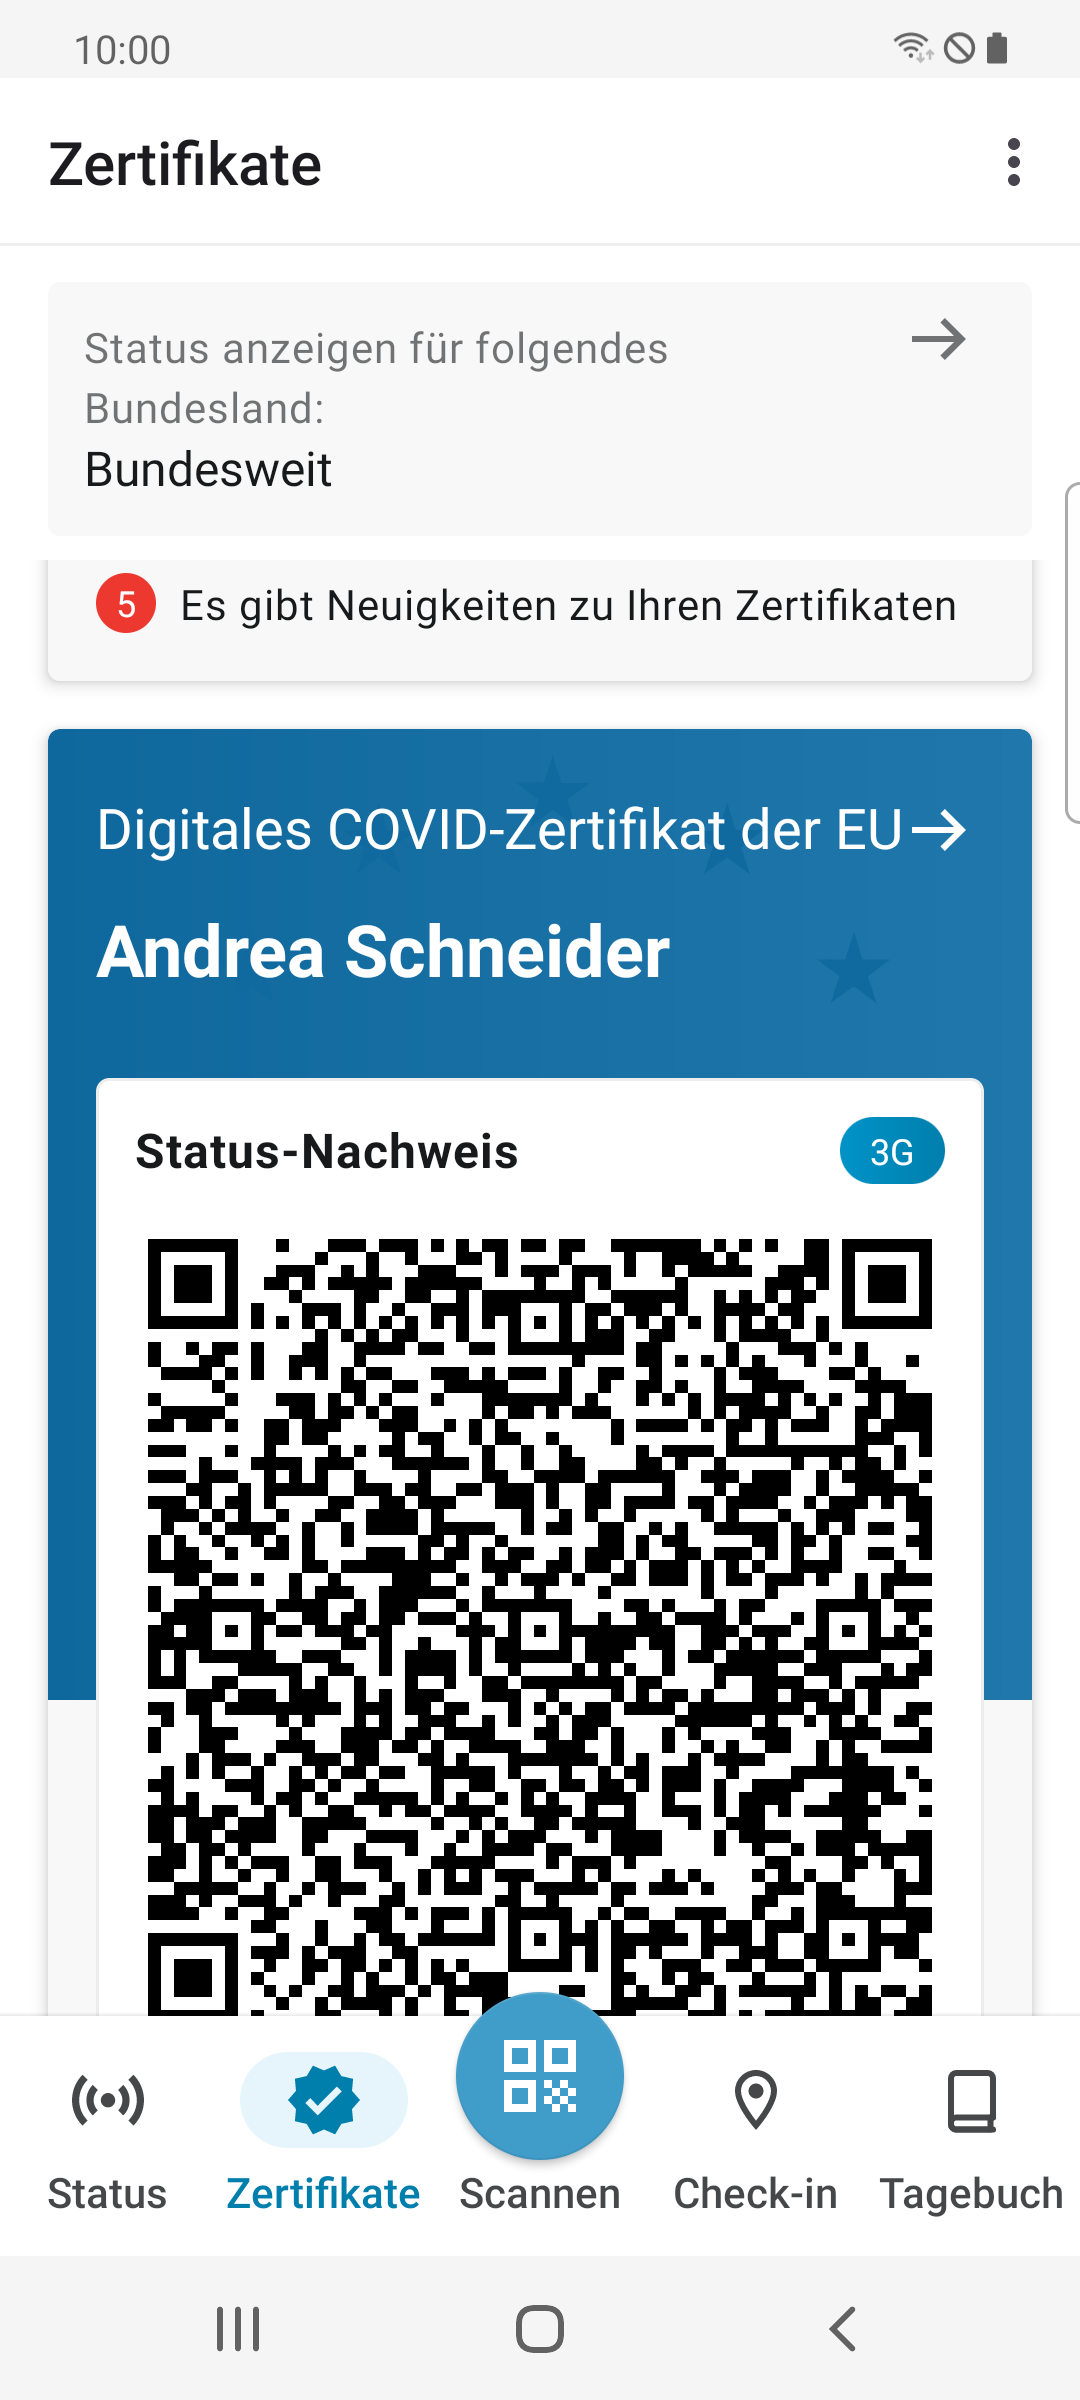 10:00
Zertifikate
Status anzeigen für folgendes
Bundesland:
Bundesweit
5 Es gibt Neuigkeiten zu Ihren Zertifikaten
Digitales COVID-Zertifikat der EU
Andrea Schneider
Status-Nachweis 3G
Status Zertifikate Scannen Check-in Tagebuch